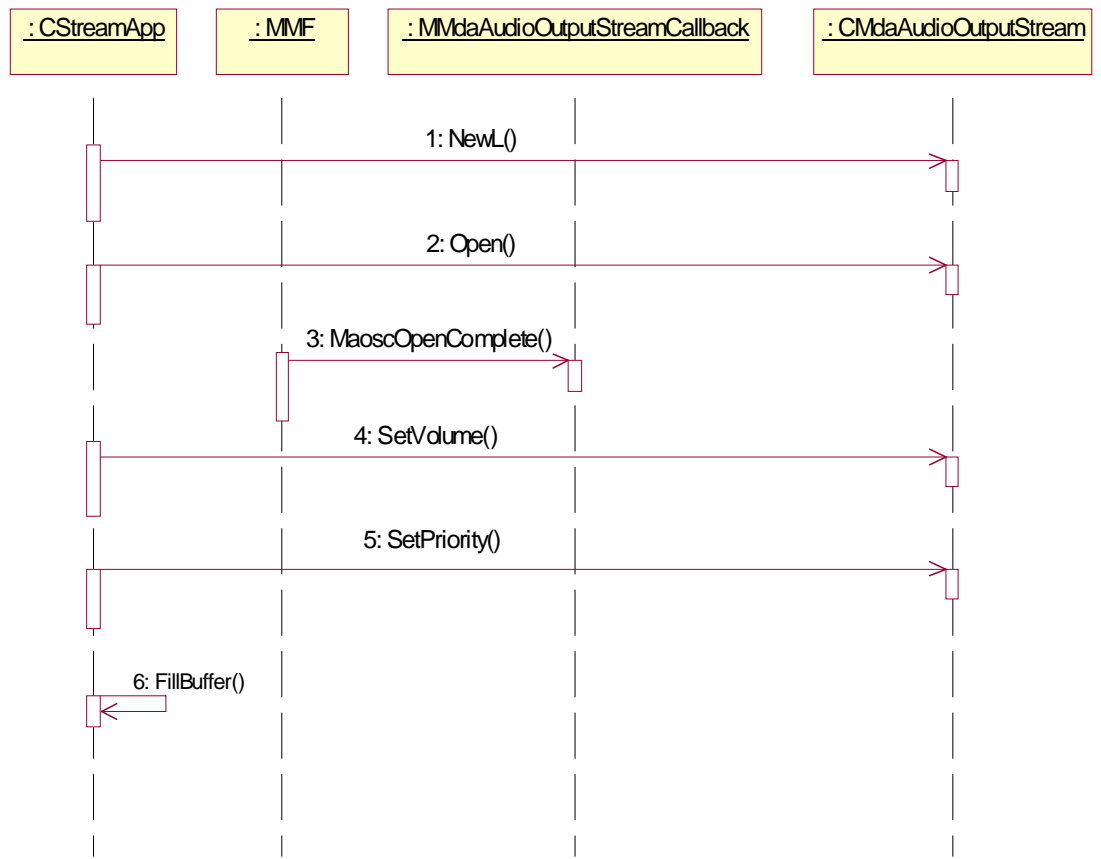 : CStreamApp
: MMF
: MMdaAudioOutputStreamCallback
: CMdaAudioOutputStream
1: NewL()
2: Open()
3: MaoscOpenComplete()
4: SetVolume()
5: SetPriority()
6: FillBuffer()